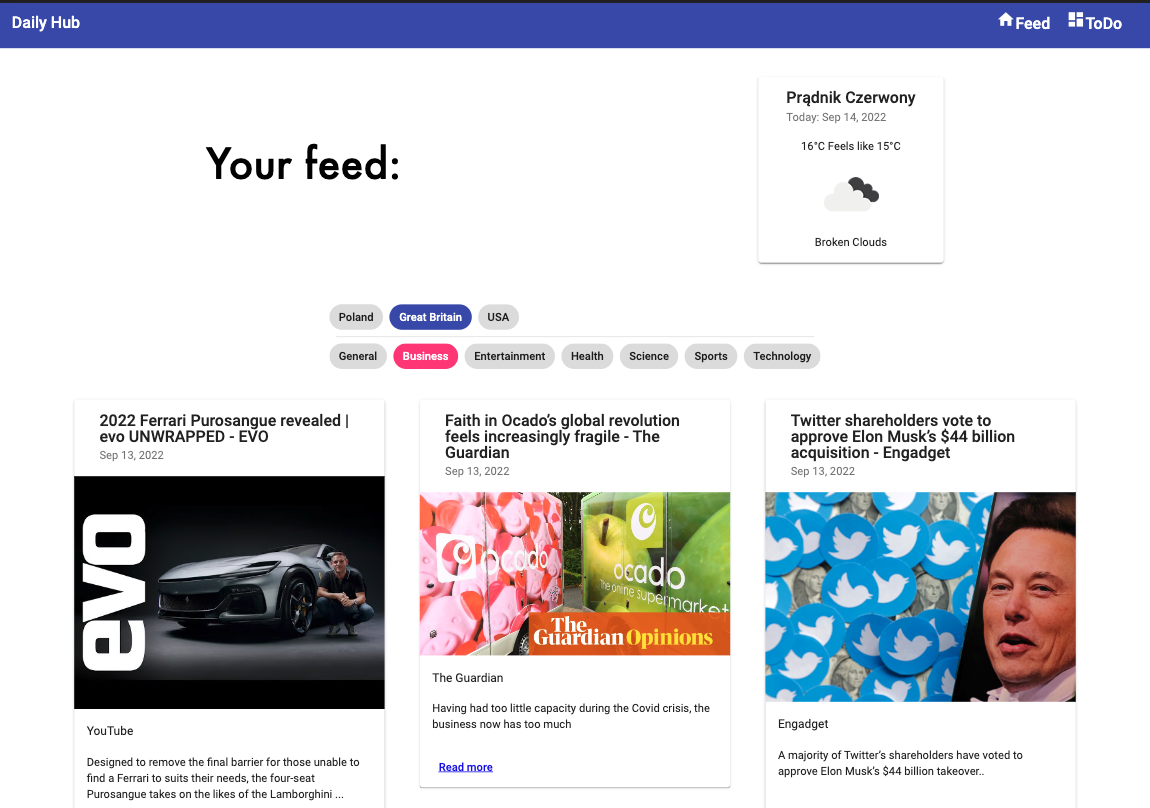 Daily Hub
Feed
ToDo
Your feed:
Prądnik Czerwony
Today: Sep 14, 2022
16°C Feels like 15°C
Broken Clouds
Poland
Great Britain
USA
General
Business
Entertainment
Health
Science
Sports
Technology
2022 Ferrari Purosangue revealed |
evo UNWRAPPED - EVO
Sep 13, 2022
evo
YouTube
Designed to remove the final barrier for those unable to
find a Ferrari to suits their needs, the four-seat
Purosangue takes on the likes of the Lamborghini ...
Faith in Ocado’s global revolution
feels increasingly fragile - The
Guardian
Sep 13, 2022
ocado
ocado
The online supermarket
The
Guardian Opinions
The Guardian
Having had too little capacity during the Covid crisis, the
business now has too much
Read more
Twitter shareholders vote to
approve Elon Musk’s $44 billion
acquisition - Engadget
Sep 13, 2022
Engadget
A majority of Twitter’s shareholders have voted to
approve Elon Musk’s $44 billion takeover..